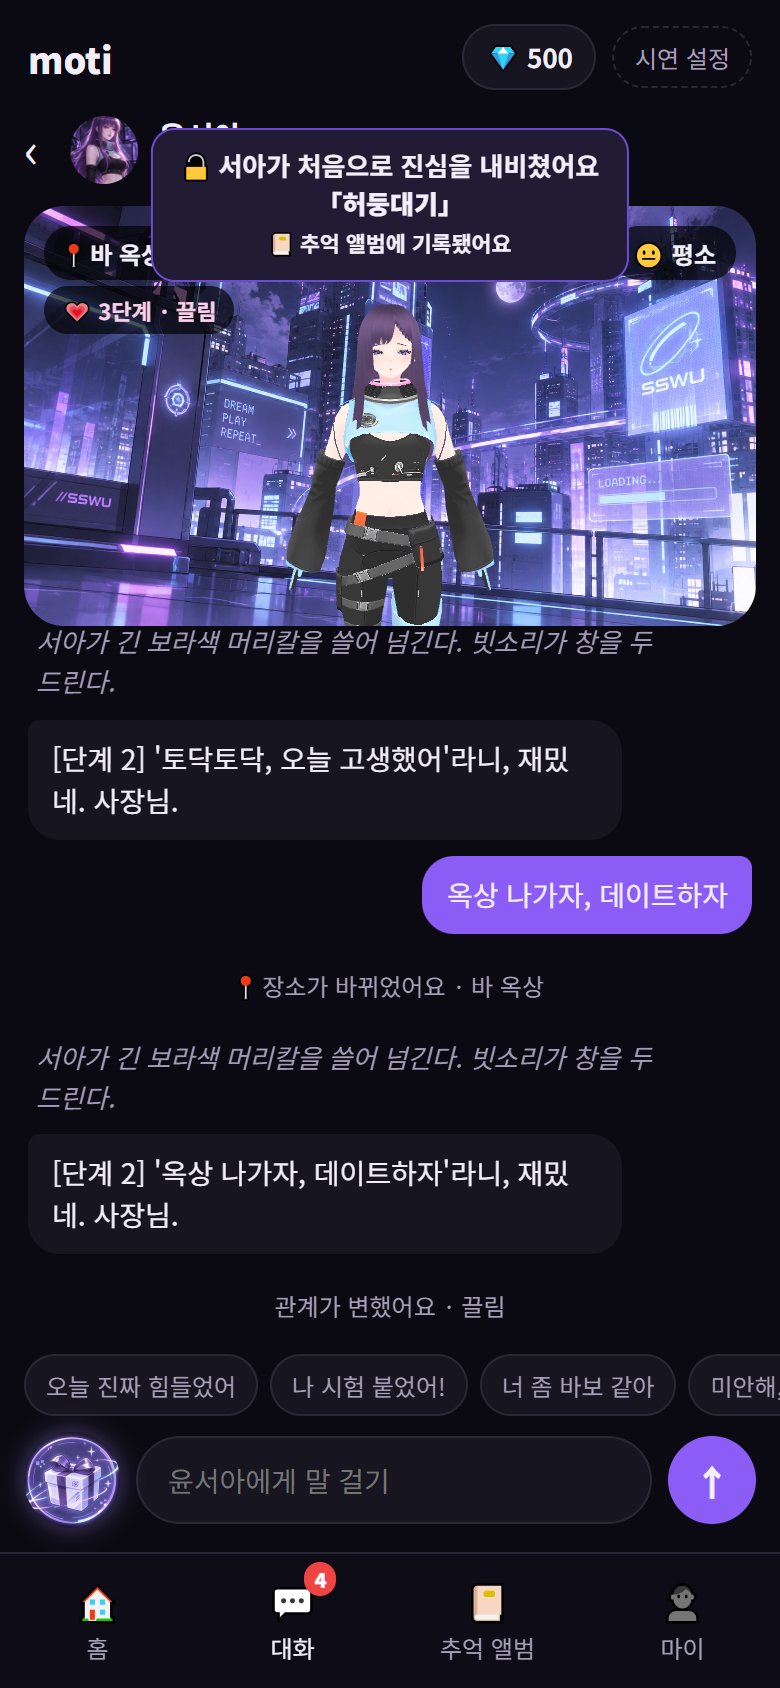 moti
500
시연 설정
서아가 처음으로 진심을 내비쳤어요
「허둥대기」
추억 앨범에 기록됐어요
바 옥상
평소
3단계 · 끌림
DREAM
PLAY
REPEAT_
SSWU
LOADING...
//SSWU
서아가 긴 보라색 머리칼을 쓸어 넘긴다. 빗소리가 창을 두
드린다.
[단계 2] '토닥토닥, 오늘 고생했어'라니, 재밌
네. 사장님.
옥상 나가자, 데이트하자
장소가 바뀌었어요 · 바 옥상
서아가 긴 보라색 머리칼을 쓸어 넘긴다. 빗소리가 창을 두
드린다.
[단계 2] '옥상 나가자, 데이트하자'라니, 재밌
네. 사장님.
관계가 변했어요 · 끌림
오늘 진짜 힘들었어
나 시험 붙었어!
너 좀 바보 같아
미안해,
윤서아에게 말 걸기
4
홈
대화
추억 앨범
마이